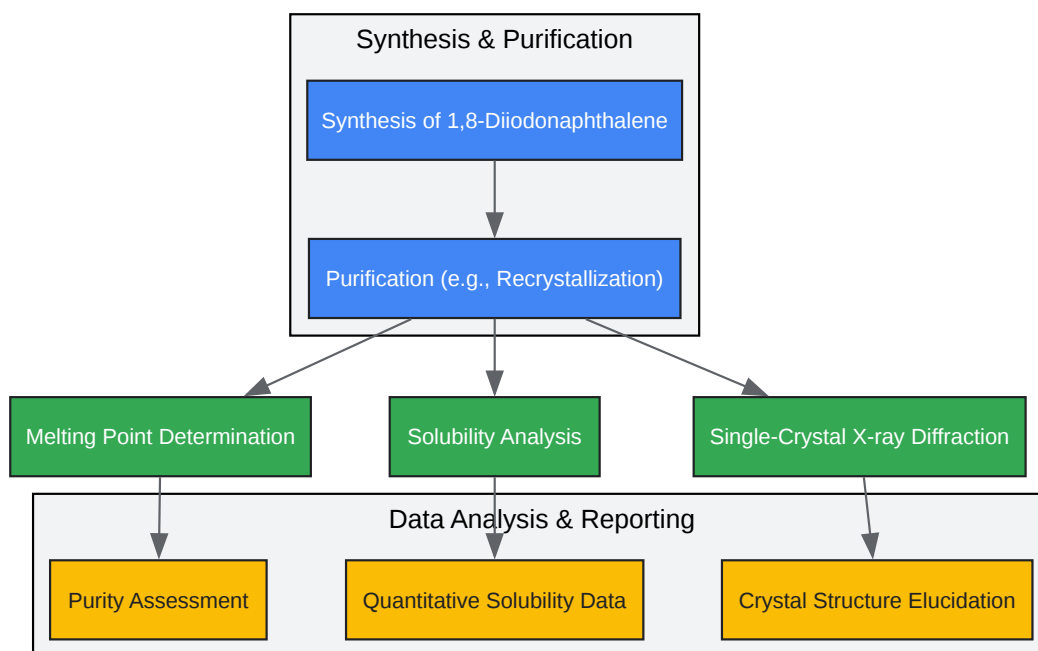 Synthesis & Purification
Synthesis of 1,8-Diiodonaphthalene
Purification (e.g., Recrystallization)
Melting Point Determination
Solubility Analysis
Single-Crystal X-ray Diffraction
Data Analysis & Reporting
Purity Assessment
Quantitative Solubility Data
Crystal Structure Elucidation